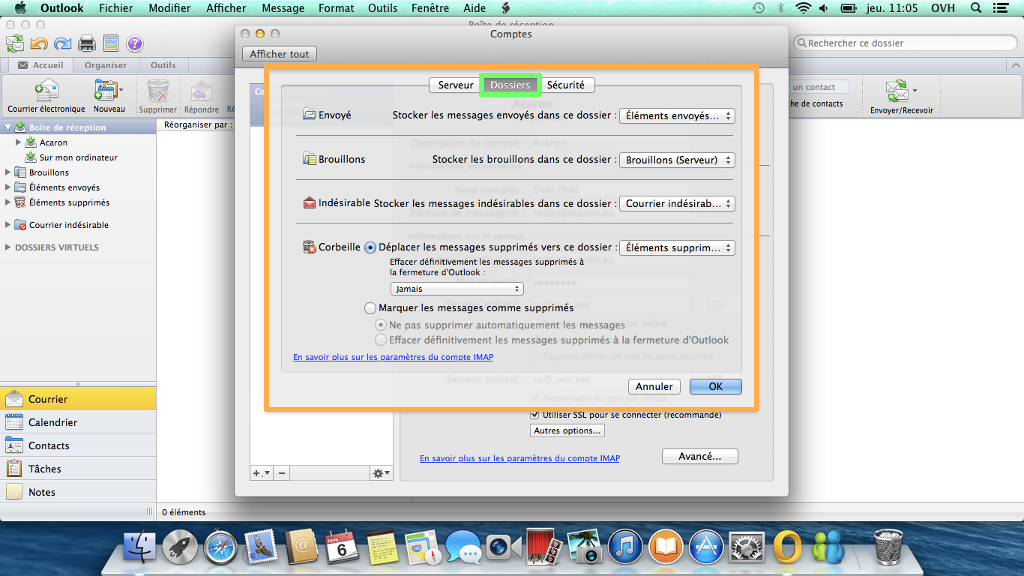 Outlook Fichier Modifier Afficher Message Format Outils Fenêtre Aide jeu. 11:05 OVH
Boîte de réception
Comptes
Rechercher ce dossier
Afficher tout
Accueil Organiser Outils
Courrier électronique Nouveau Supprimer Répondre
un contact
che de contacts
Envoyer/Recevoir
Réorganiser par :
Boîte de réception
Acaron
Sur mon ordinateur
Brouillons
Éléments envoyés
Éléments supprimés
Courrier indésirable
DOSSIERS VIRTUELS
Serveur Dossiers Sécurité
Envoyé Stocker les messages envoyés dans ce dossier : Éléments envoyés...
Brouillons Stocker les brouillons dans ce dossier : Brouillons (Serveur)
Indésirable Stocker les messages indésirables dans ce dossier : Courrier indésirab...
Corbeille Déplacer les messages supprimés vers ce dossier : Éléments supprim...
Effacer définitivement les messages supprimés à
la fermeture d'Outlook :
Jamais
Marquer les messages comme supprimés
Ne pas supprimer automatiquement les messages
Effacer définitivement les messages supprimés à la fermeture d'Outlook
En savoir plus sur les paramètres du compte IMAP
Annuler OK
Utiliser SSL pour se connecter (recommandé)
Autres options...
En savoir plus sur les paramètres du compte IMAP
Avancé...
Courrier
Calendrier
Contacts
Tâches
Notes
0 éléments
6